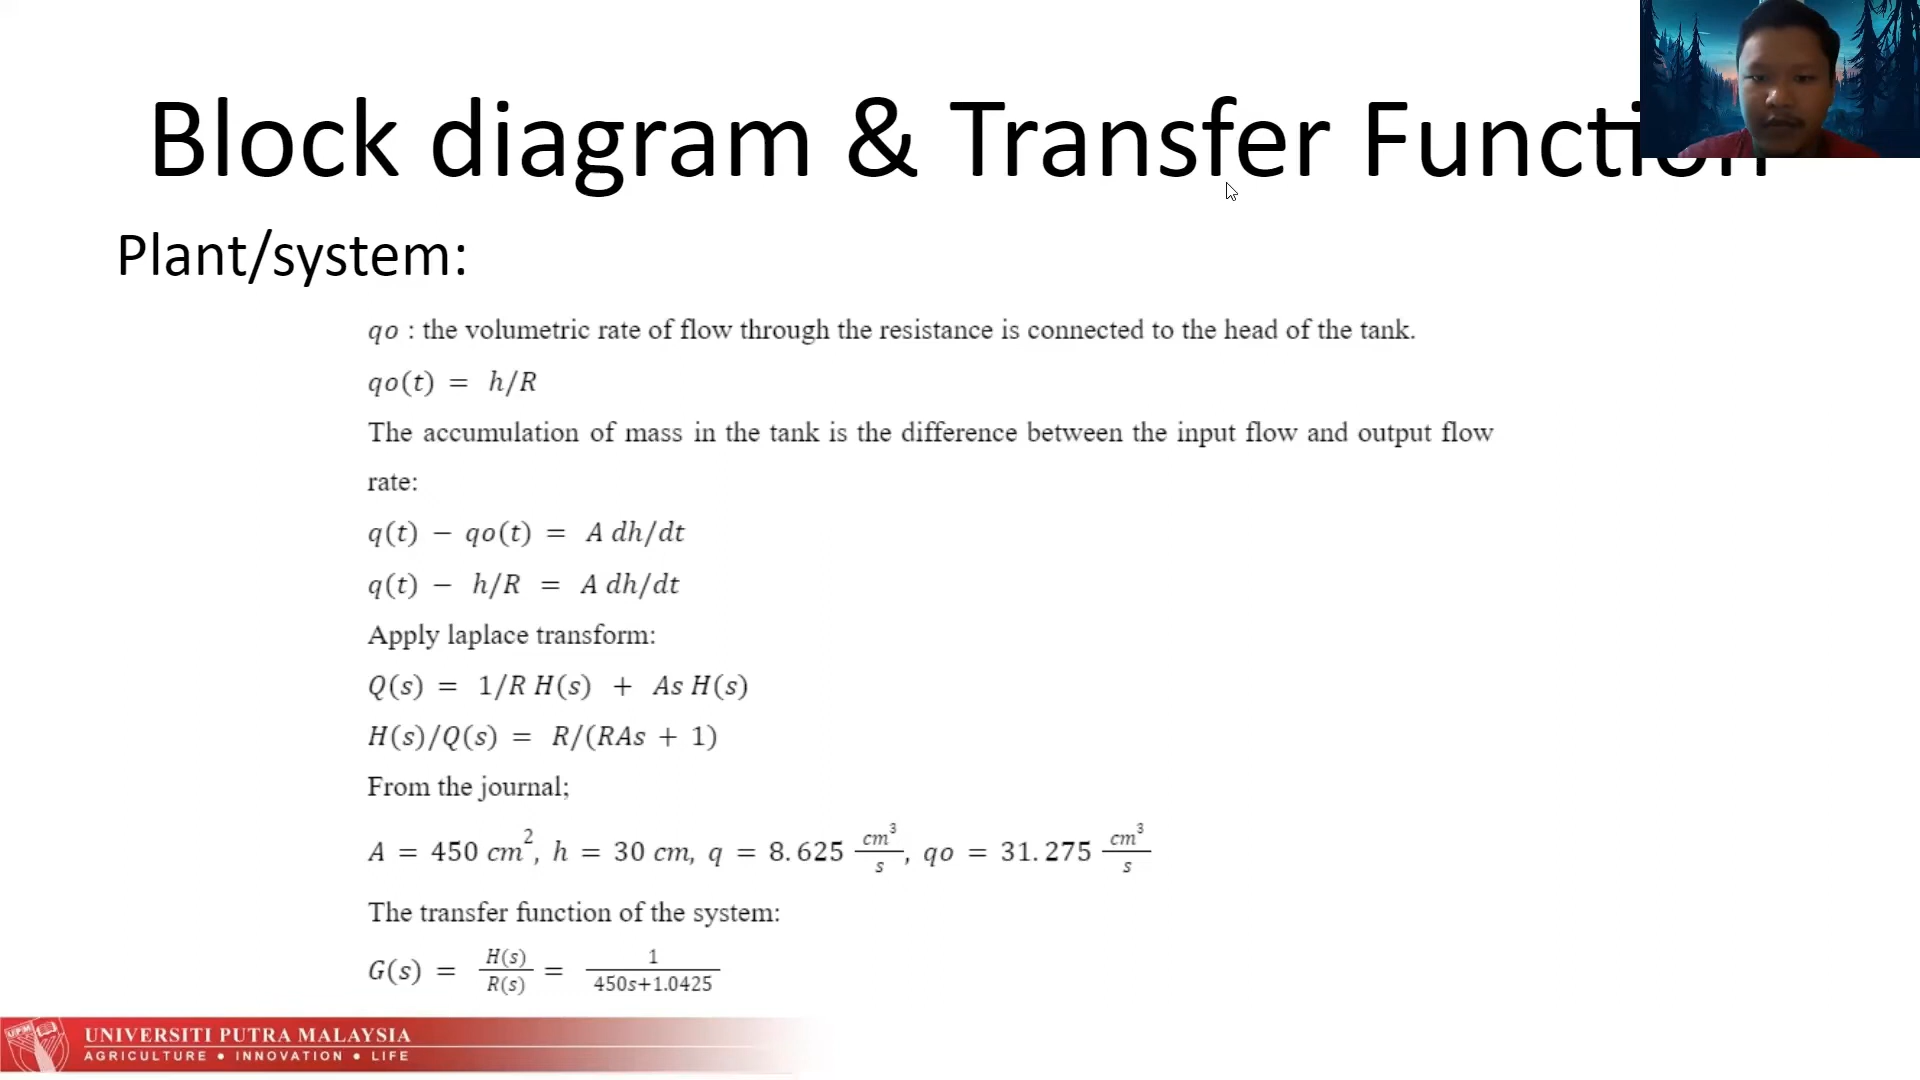 Block diagram & Transfer Function
Plant/system:
qo : the volumetric rate of flow through the resistance is connected to the head of the tank.
qo(t) = h/R
The accumulation of mass in the tank is the difference between the input flow and output flow
rate:
q(t) − qo(t) = A dh/dt
q(t) − h/R = A dh/dt
Apply laplace transform:
Q(s) = 1/R H(s) + As H(s)
H(s)/Q(s) = R/(RAs + 1)
From the journal;
A = 450 cm², h = 30 cm, q = 8.625 cm³/s, qo = 31.275 cm³/s
The transfer function of the system:
G(s) = H(s)/R(s) = 1/(450s+1.0425)
UPM
UNIVERSITI PUTRA MALAYSIA
AGRICULTURE • INNOVATION • LIFE